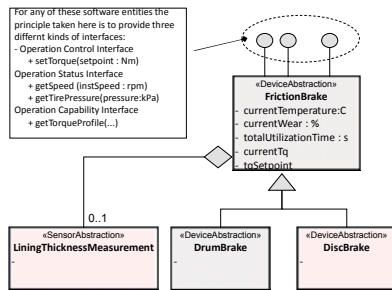 For any of these software entities the
principle taken here is to provide three
differnt kinds of interfaces:
- Operation Control Interface
+ setTorque(setpoint : Nm)
Operation Status Interface
+ getSpeed (instSpeed : rpm)
+ getTirePressure(pressure:kPa)
Operation Capability Interface
+ getTorqueProfile(...)
«DeviceAbstraction»
FrictionBrake
- currentTemperature:C
- currentWear : %
- totalUtilizationTime : s
- currentTq
- tqSetpoint
0..1
«SensorAbstraction»
LiningThicknessMeasurement
-
«DeviceAbstraction»
DrumBrake
-
«DeviceAbstraction»
DiscBrake
-